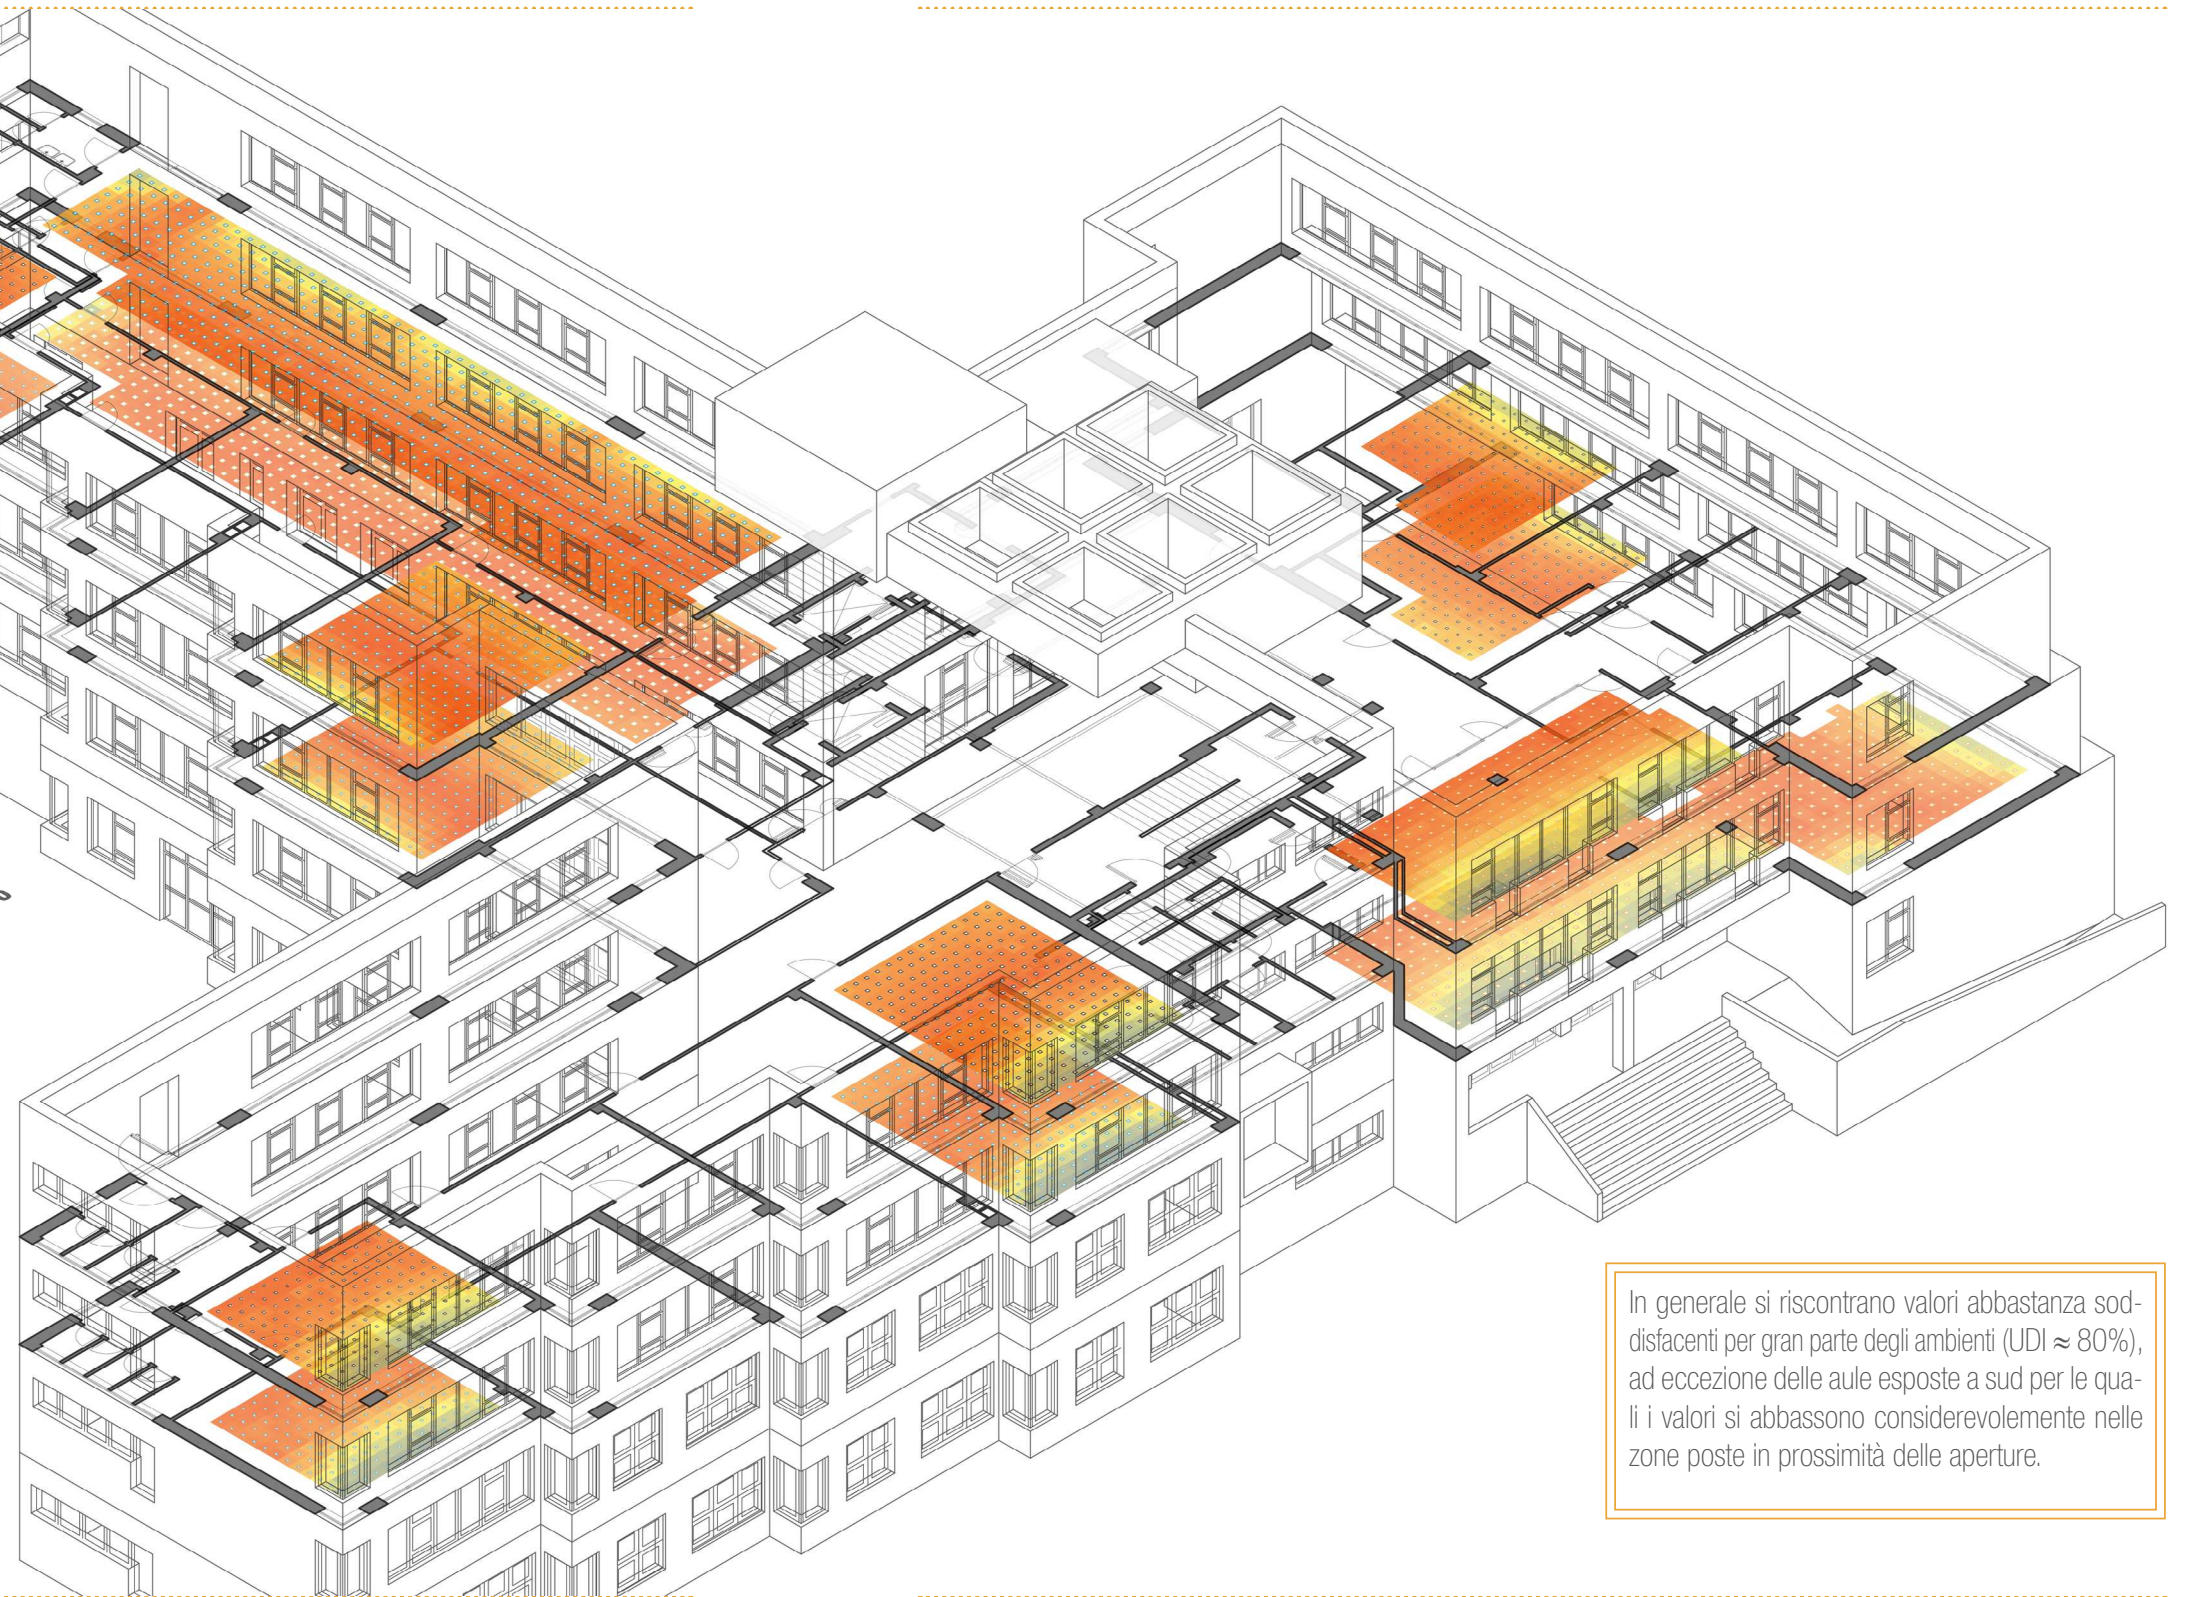 In generale si riscontrano valori abbastanza sod-
disfacenti per gran parte degli ambienti (UDI ≈ 80%),
ad eccezione delle aule esposte a sud per le qua-
li i valori si abbassono considerevolemente nelle
zone poste in prossimità delle aperture.